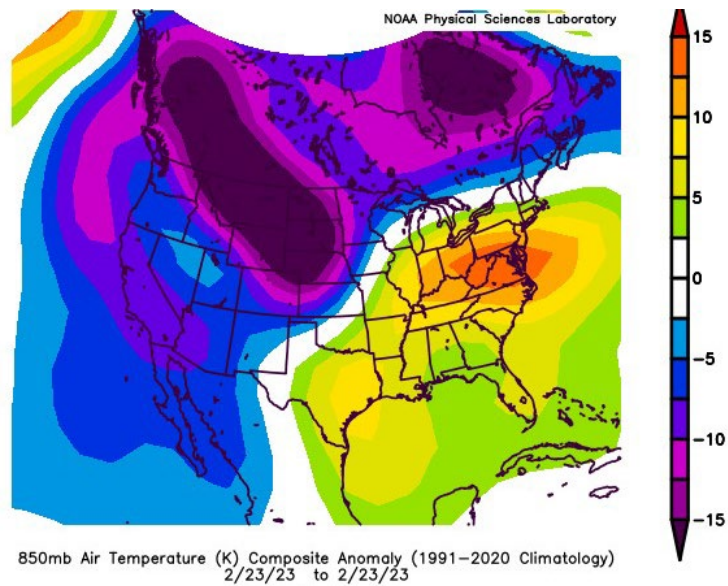 NOAA Physical Sciences Laboratory
15
10
5
0
-5
-10
-15
850mb Air Temperature (K) Composite Anomaly (1991-2020 Climatology)
2/23/23 to 2/23/23